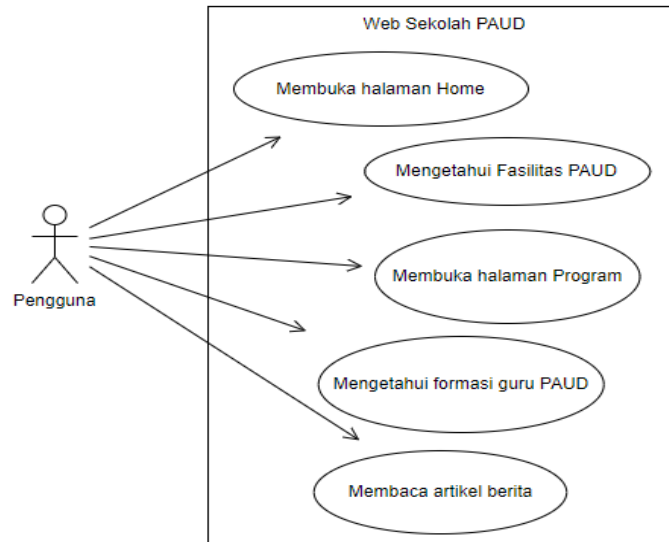 Web Sekolah PAUD
Membuka halaman Home
Mengetahui Fasilitas PAUD
Pengguna
Membuka halaman Program
Mengetahui formasi guru PAUD
Membaca artikel berita